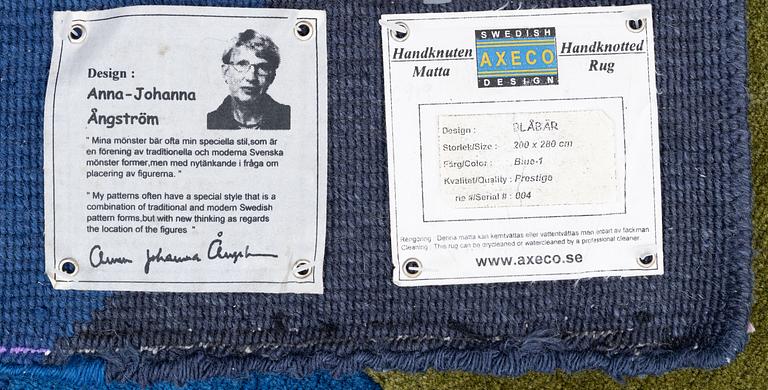 Design :
Anna-Johanna
Ångström
" Mina mönster bär ofta min speciella stil,som är
en förening av traditionella och moderna Svenska
mönster former,men med nytänkande i fråga om
placering av figurerna. "
" My patterns often have a special style that is a
combination of traditional and modern Swedish
pattern forms,but with new thinking as regards
the location of the figures "
Anna Johanna Ångström
Handknuten
Matta
SWEDISH
AXECO
DESIGN
Handknotted
Rug
Design : BLÅBÄR
Storlek/Size : 200 x 280 cm
Färg/Color : Blue-1
Kvalitet/Quality : Prestige
rie #/Serial # : 004
Rengöring : Denna matta kan kemtvättas eller vattentvättas men enbart av fackman
Cleaning : This rug can be drycleaned or watercleaned by a professional cleaner.
www.axeco.se